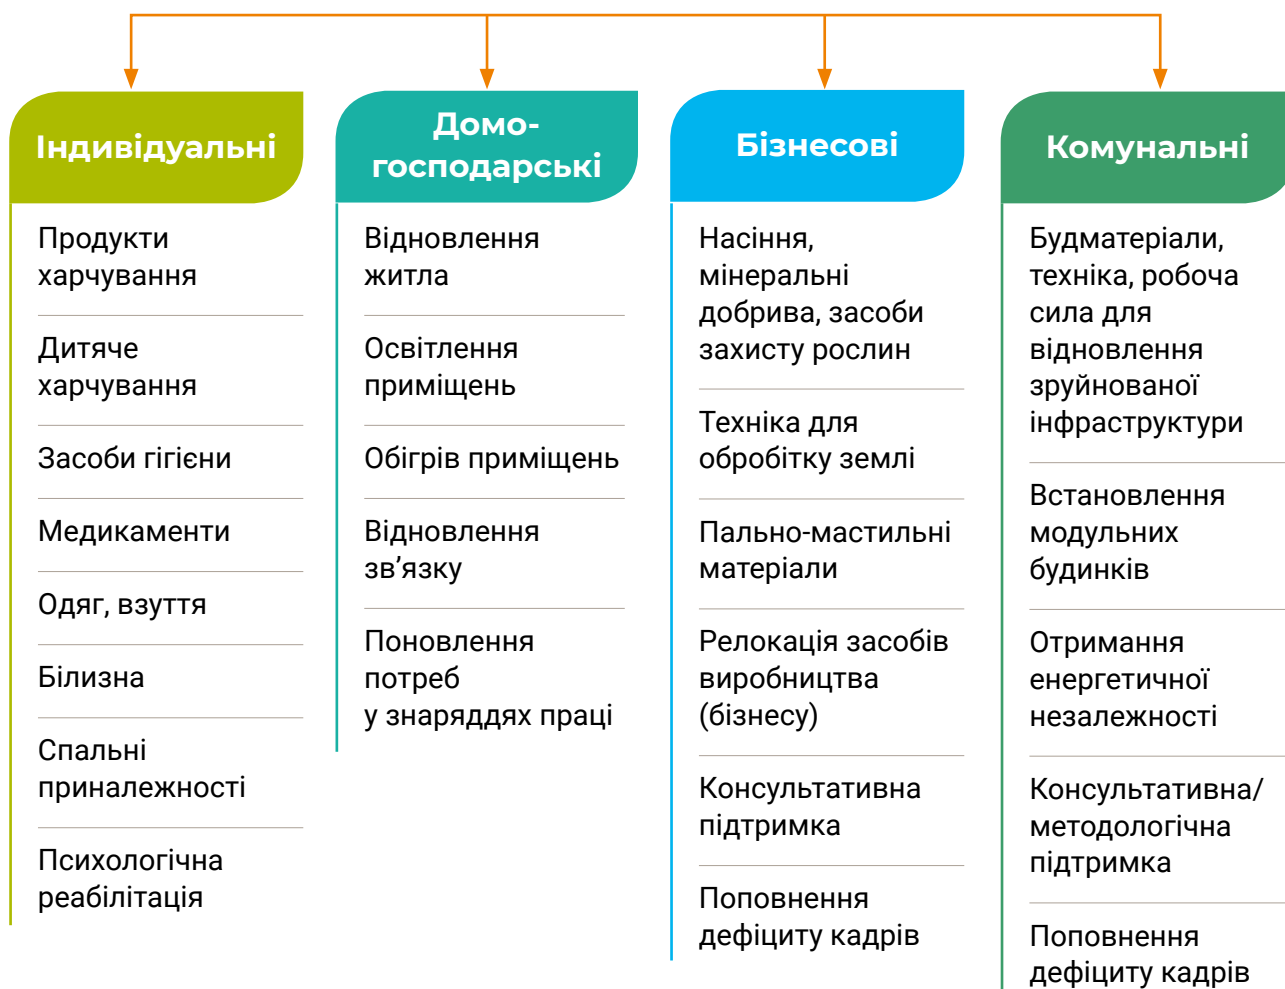 Індивідуальні
Продукти
харчування
Дитяче
харчування
Засоби гігієни
Медикаменти
Одяг, взуття
Білизна
Спальні
приналежності
Психологічна
реабілітація
Домо-
господарські
Відновлення
житла
Освітлення
приміщень
Обігрів приміщень
Відновлення
зв’язку
Поновлення
потреб
у знаряддях праці
Бізнесові
Насіння,
мінеральні
добрива, засоби
захисту рослин
Техніка для
обробітку землі
Пально-мастильні
матеріали
Релокація засобів
виробництва
(бізнесу)
Консультативна
підтримка
Поповнення
дефіциту кадрів
Комунальні
Будматеріали,
техніка, робоча
сила для
відновлення
зруйнованої
інфраструктури
Встановлення
модульних
будинків
Отримання
енергетичної
незалежності
Консультативна/
методологічна
підтримка
Поповнення
дефіциту кадрів